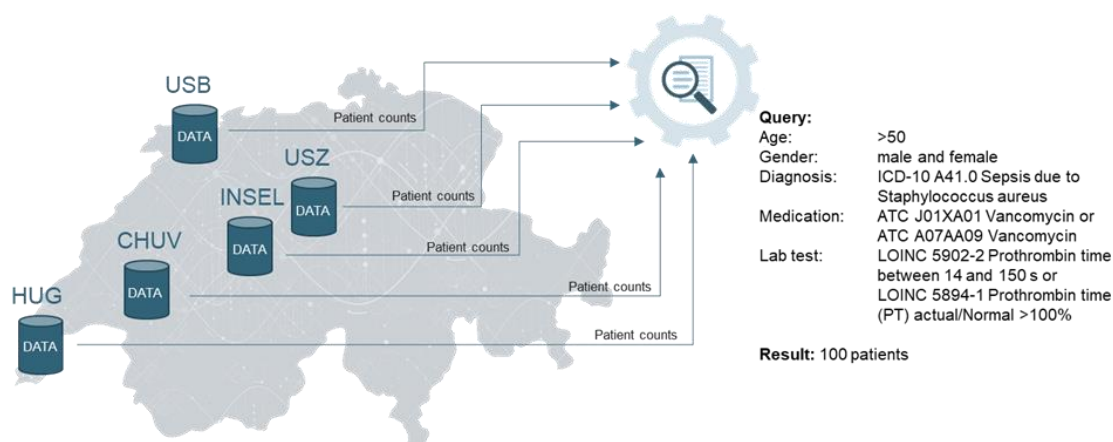 USB
DATA
Patient counts
USZ
DATA
Patient counts
INSEL
DATA
Patient counts
CHUV
DATA
Patient counts
HUG
DATA
Patient counts
Query:
Age: >50
Gender: male and female
Diagnosis: ICD-10 A41.0 Sepsis due to
Staphylococcus aureus
Medication: ATC J01XA01 Vancomycin or
ATC A07AA09 Vancomycin
Lab test: LOINC 5902-2 Prothrombin time
between 14 and 150 s or
LOINC 5894-1 Prothrombin time
(PT) actual/Normal >100%
Result: 100 patients